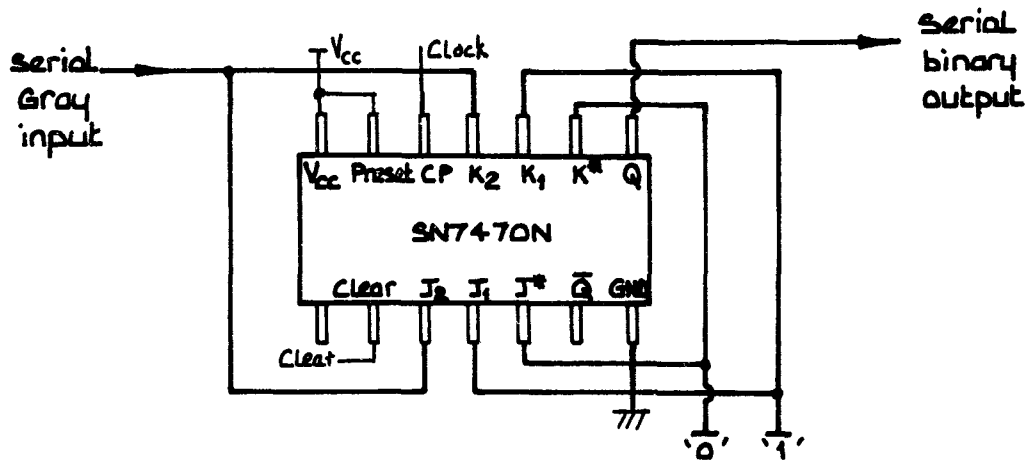 Serial
Gray
input
Vcc
Clock
Serial
binary
output
Vcc Preset CP K2 K1 K* Q
SN7470N
Clear J2 J1 J* Q̅ GND
Clear
'0' '1'